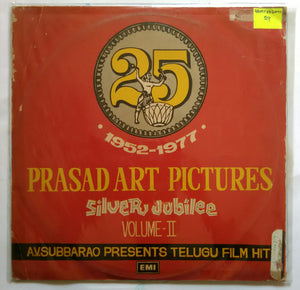 25
• 1952-1977 •
PRASAD ART PICTURES
Silver Jubilee
VOLUME-II
A.V.SUBBARAO PRESENTS TELUGU FILM HIT
EMI